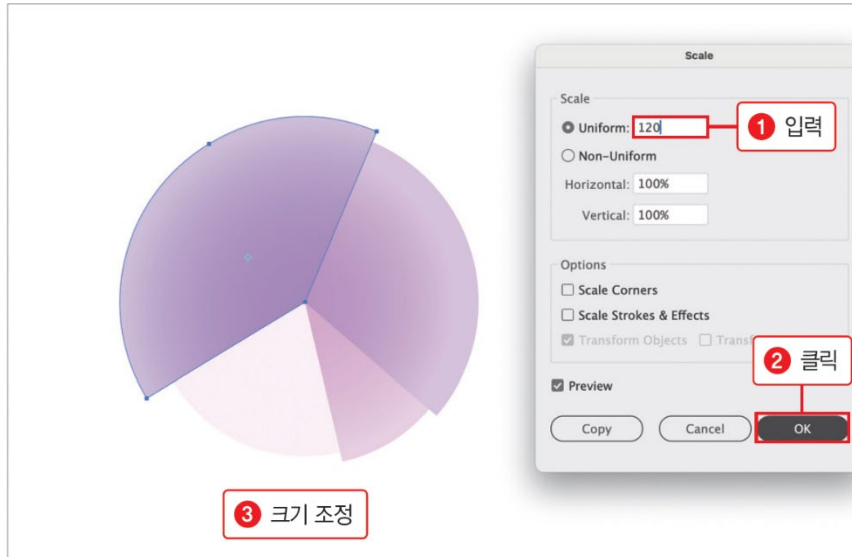 Scale
Scale
Uniform: 120
1 입력
Non-Uniform
Horizontal: 100%
Vertical: 100%
Options
Scale Corners
Scale Strokes & Effects
Transform Objects
2 클릭
Preview
Copy Cancel OK
3 크기 조정